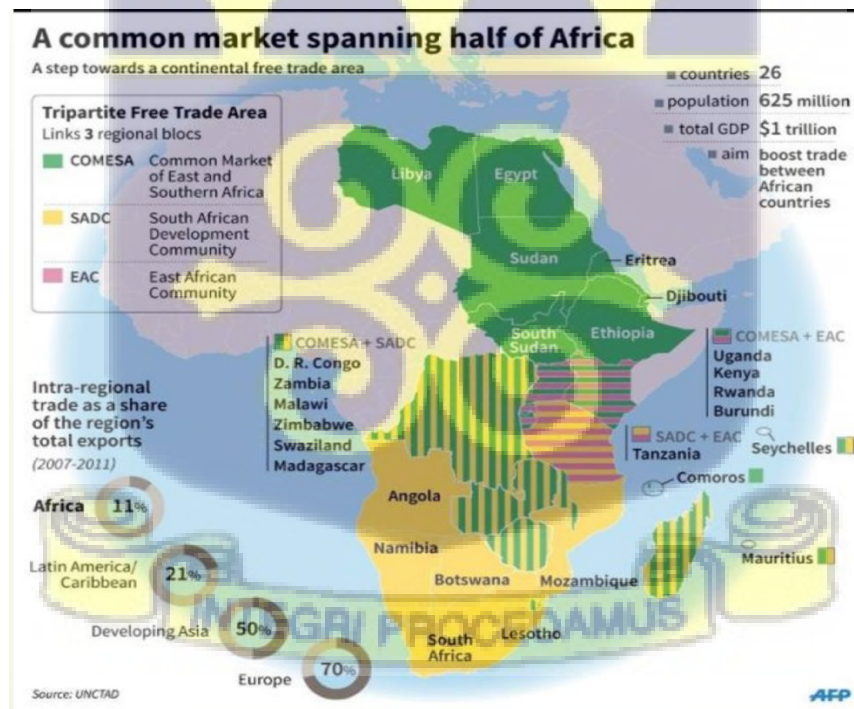 A common market spanning half of Africa
A step towards a continental free trade area
countries 26
population 625 million
total GDP $1 trillion
aim boost trade
between
African
countries
Tripartite Free Trade Area
Links 3 regional blocs
COMESA Common Market
of East and
Southern Africa
SADC South African
Development
Community
EAC East African
Community
Libya
Egypt
Sudan
Eritrea
Djibouti
South
Sudan
Ethiopia
COMESA + SADC
D. R. Congo
Zambia
Malawi
Zimbabwe
Swaziland
Madagascar
COMESA + EAC
Uganda
Kenya
Rwanda
Burundi
SADC + EAC
Tanzania
Seychelles
Comoros
Mauritius
Angola
Namibia
Botswana
Mozambique
South
Africa
Lesotho
Intra-regional
trade as a share
of the region's
total exports
(2007-2011)
Africa 11%
Latin America/
Caribbean 21%
Developing Asia 50%
Europe 70%
INTEGRI PROCEDAMUS
Source: UNCTAD
AFP